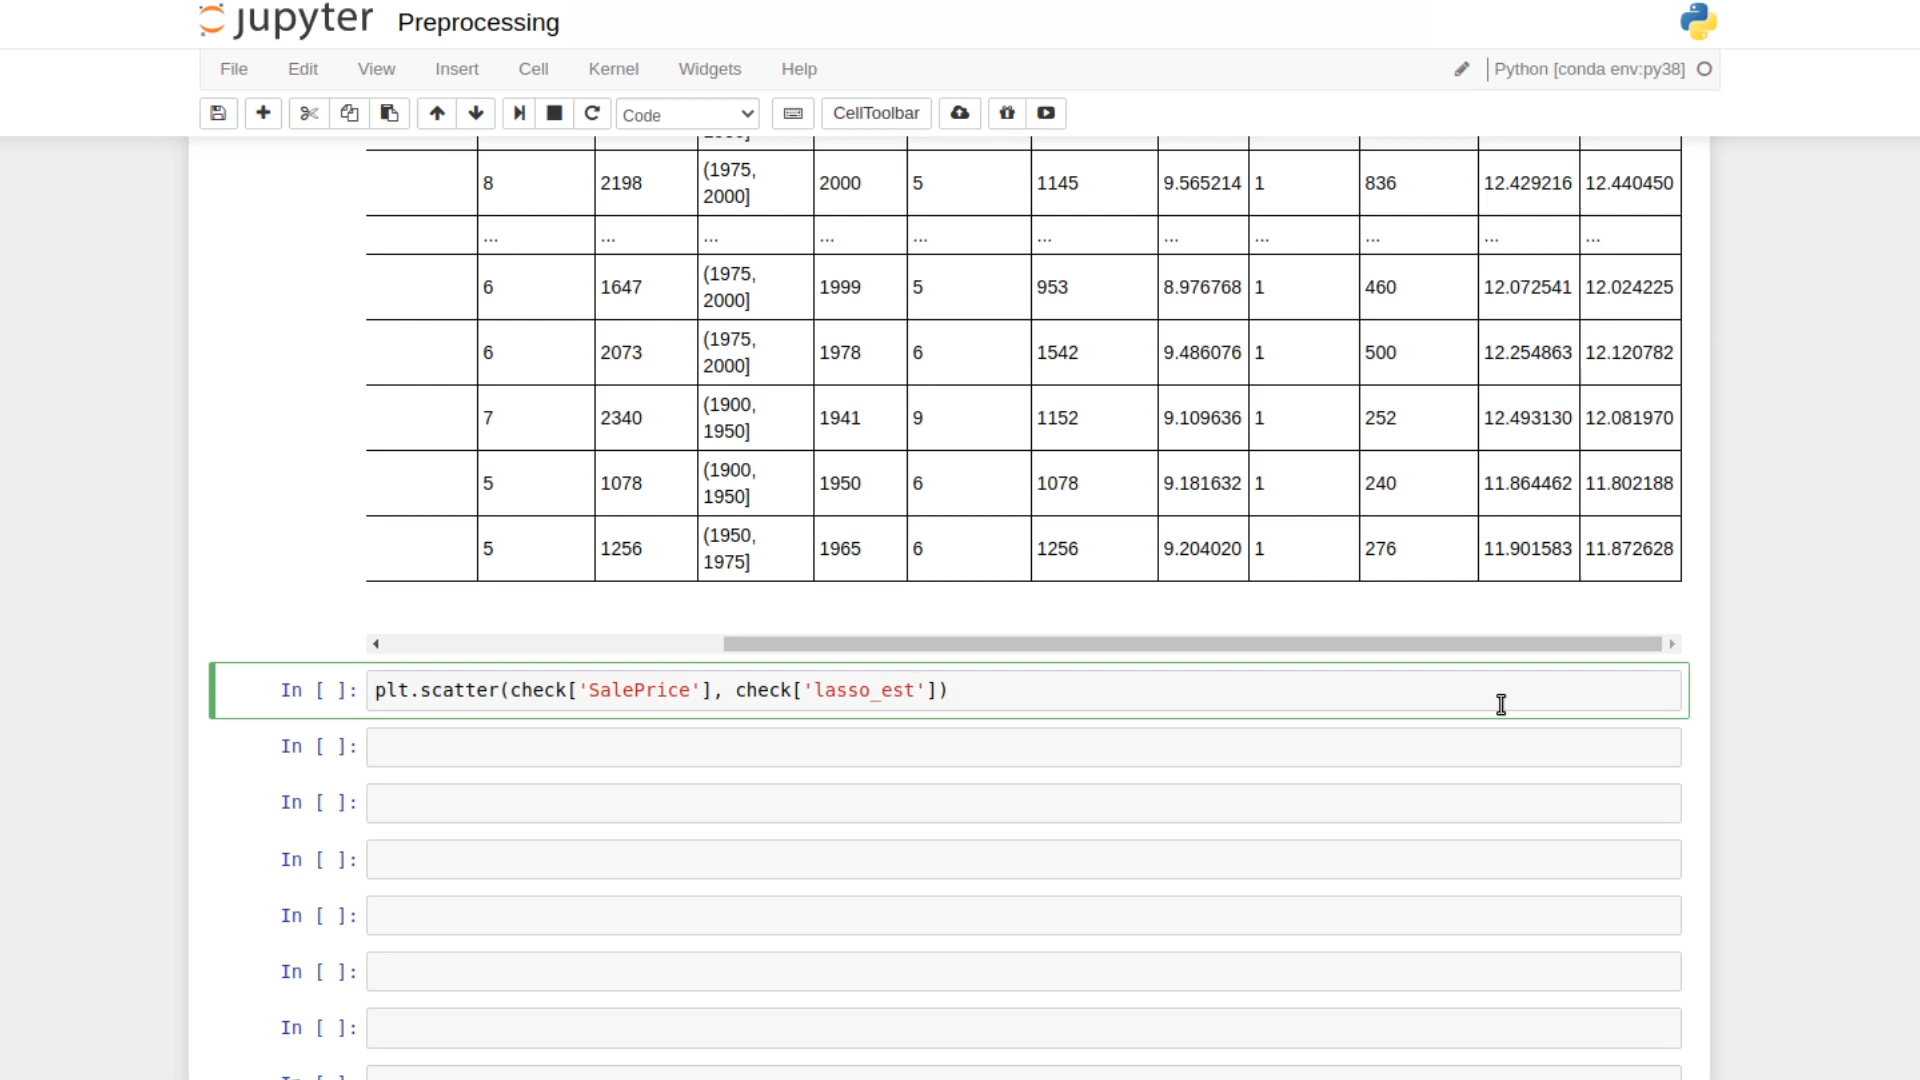 jupyter Preprocessing
File Edit View Insert Cell Kernel Widgets Help Python [conda env:py38]
Code CellToolbar
8 2198 (1975, 2000] 2000 5 1145 9.565214 1 836 12.429216 12.440450
... ... ... ... ... ... ... ... ... ... ...
6 1647 (1975, 2000] 1999 5 953 8.976768 1 460 12.072541 12.024225
6 2073 (1975, 2000] 1978 6 1542 9.486076 1 500 12.254863 12.120782
7 2340 (1900, 1950] 1941 9 1152 9.109636 1 252 12.493130 12.081970
5 1078 (1900, 1950] 1950 6 1078 9.181632 1 240 11.864462 11.802188
5 1256 (1950, 1975] 1965 6 1256 9.204020 1 276 11.901583 11.872628
In [ ]: plt.scatter(check['SalePrice'], check['lasso_est'])
In [ ]:
In [ ]:
In [ ]:
In [ ]:
In [ ]:
In [ ]: